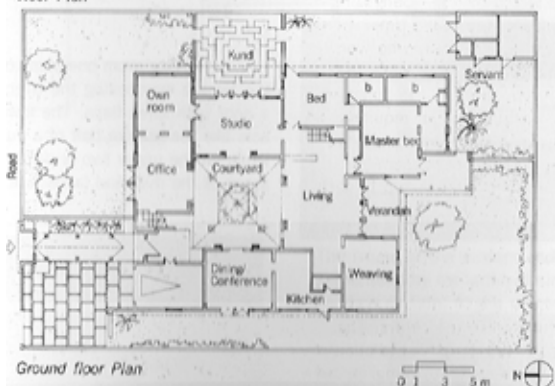 Kund
Servant
Own
room
Bed
b
b
Studio
Master bed
Road
Office
Courtyard
Living
Verandah
Dining/
Conference
Weaving
Kitchen
Ground floor Plan
0 1 3 5 m
N